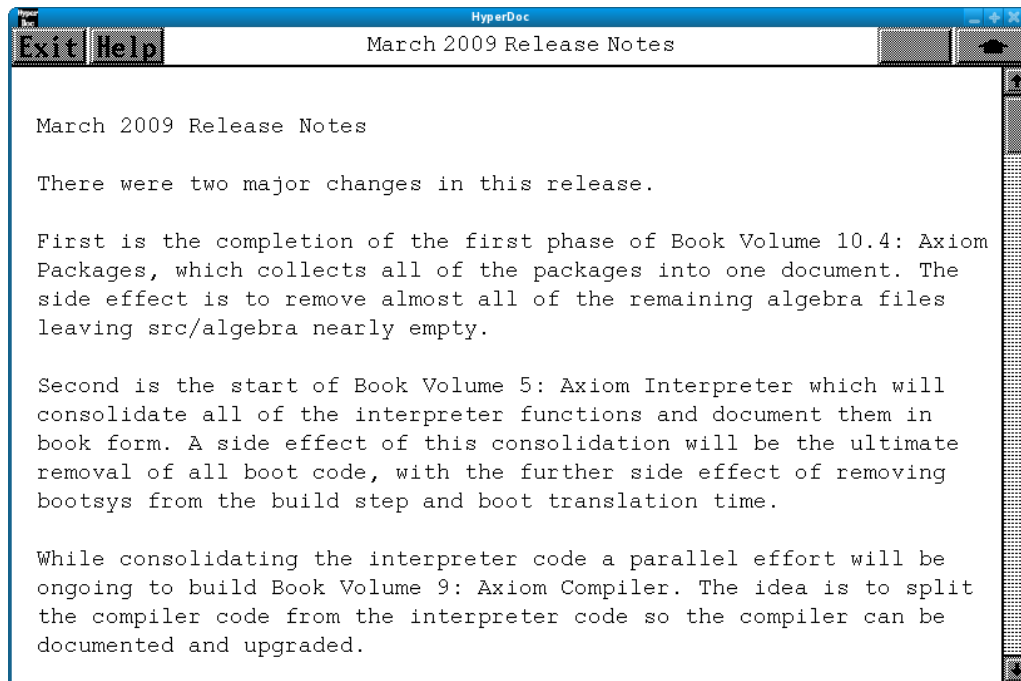 Hyper
Doc
HyperDoc
Exit Help March 2009 Release Notes
March 2009 Release Notes
There were two major changes in this release.
First is the completion of the first phase of Book Volume 10.4: Axiom
Packages, which collects all of the packages into one document. The
side effect is to remove almost all of the remaining algebra files
leaving src/algebra nearly empty.
Second is the start of Book Volume 5: Axiom Interpreter which will
consolidate all of the interpreter functions and document them in
book form. A side effect of this consolidation will be the ultimate
removal of all boot code, with the further side effect of removing
bootsys from the build step and boot translation time.
While consolidating the interpreter code a parallel effort will be
ongoing to build Book Volume 9: Axiom Compiler. The idea is to split
the compiler code from the interpreter code so the compiler can be
documented and upgraded.